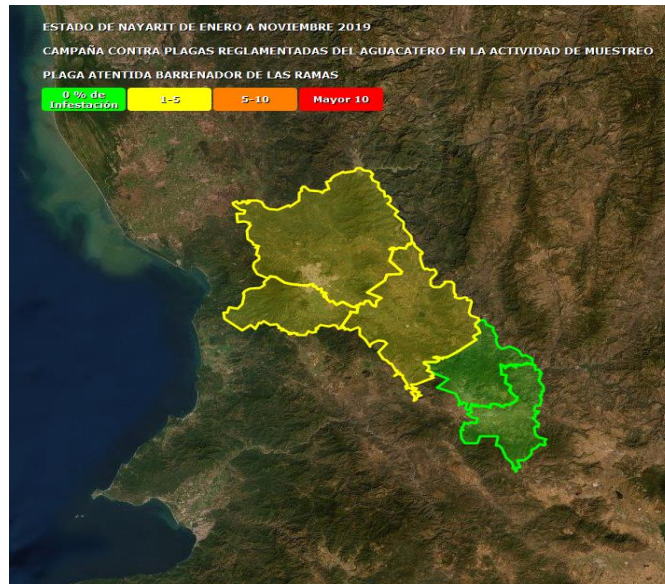 ESTADO DE NAYARIT DE ENERO A NOVIEMBRE 2019
CAMPAÑA CONTRA PLAGAS REGLAMENTADAS DEL AGUACATERO EN LA ACTIVIDAD DE MUESTREO
PLAGA ATENTIDA BARRENADOR DE LAS RAMAS
0 % de
Infestación
1-5
5-10
Mayor 10